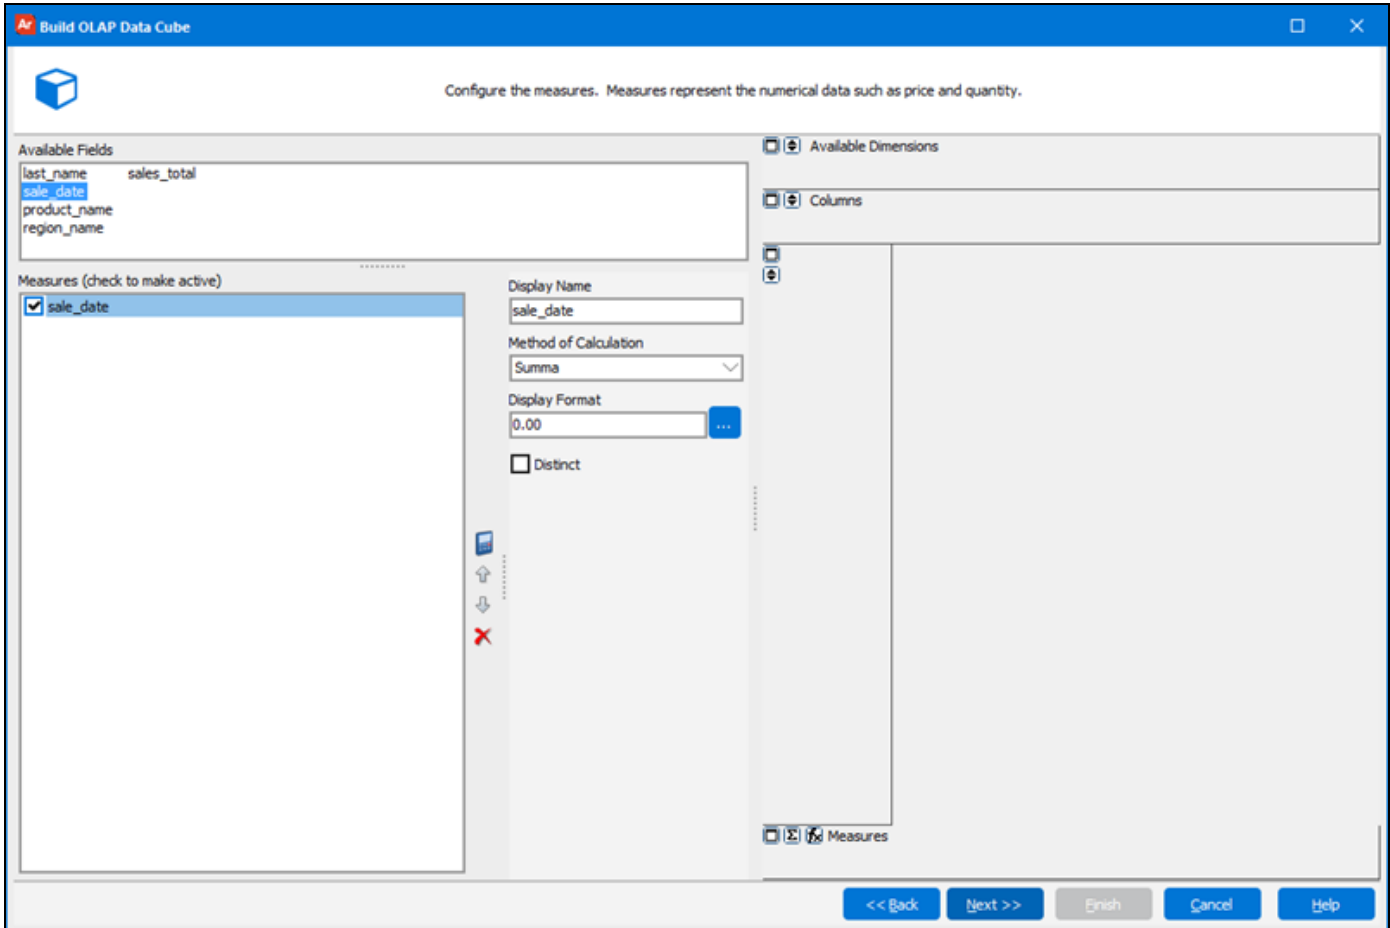 Ar Build OLAP Data Cube
Configure the measures. Measures represent the numerical data such as price and quantity.
Available Fields
last_name sales_total
sale_date
product_name
region_name
Measures (check to make active)
sale_date
Display Name
sale_date
Method of Calculation
Summa
Display Format
0.00
...
Distinct
Available Dimensions
Columns
Σ fx Measures
<< Back Next >> Finish Cancel Help